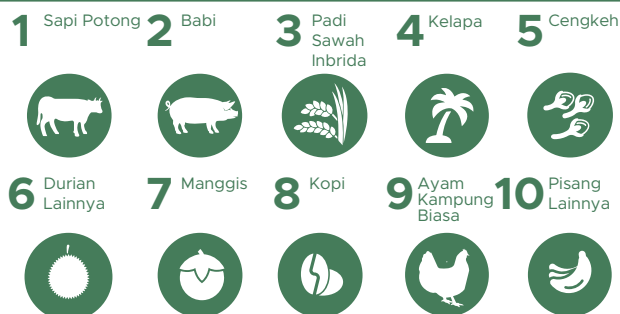 1 Sapi Potong
2 Babi
3 Padi
Sawah
Inbrida
4 Kelapa
5 Cengkeh
6 Durian
Lainnya
7 Manggis
8 Kopi
9 Ayam
Kampung
Biasa
10 Pisang
Lainnya